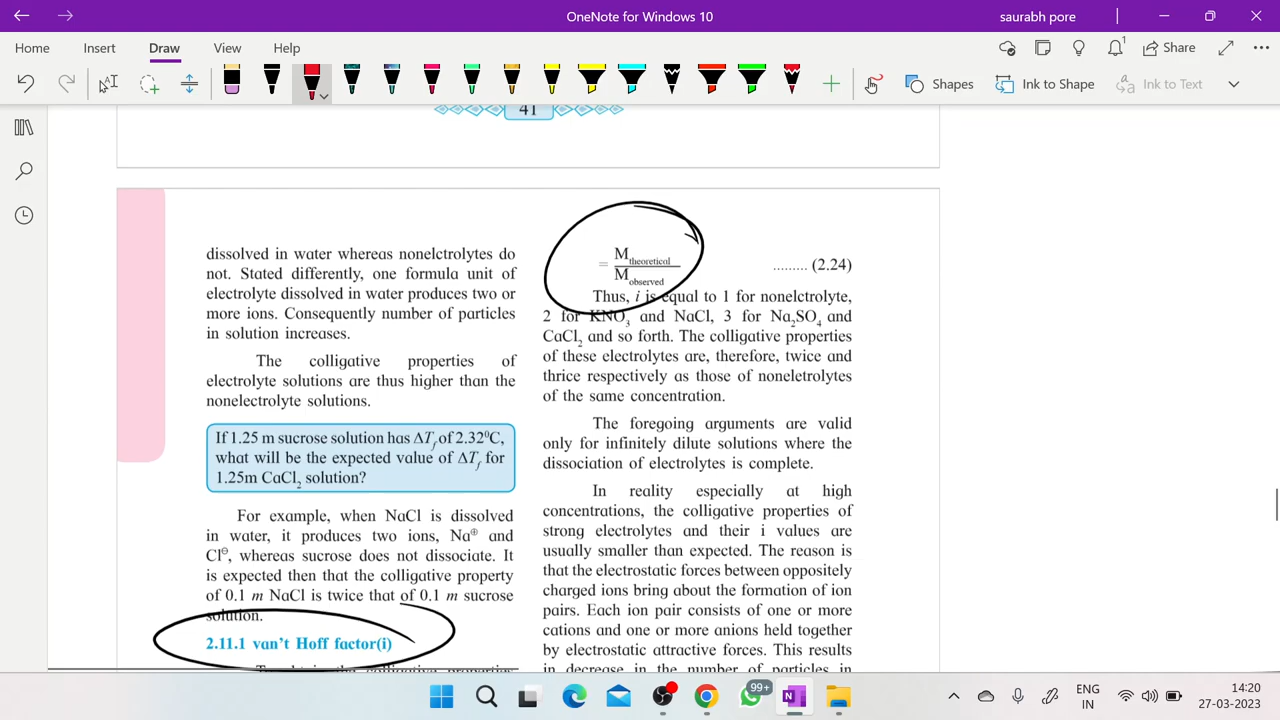 OneNote for Windows 10
saurabh pore
Home Insert Draw View Help
Share
Shapes
Ink to Shape
Ink to Text
41
dissolved in water whereas nonelctrolytes do
not. Stated differently, one formula unit of
electrolyte dissolved in water produces two or
more ions. Consequently number of particles
in solution increases.
The colligative properties of
electrolyte solutions are thus higher than the
nonelectrolyte solutions.
If 1.25 m sucrose solution has ΔT_f of 2.32⁰C,
what will be the expected value of ΔT_f for
1.25m CaCl₂ solution?
For example, when NaCl is dissolved
in water, it produces two ions, Na⊕ and
Cl⊖, whereas sucrose does not dissociate. It
is expected then that the colligative property
of 0.1 m NaCl is twice that of 0.1 m sucrose
solution.
2.11.1 van't Hoff factor(i)
= M theoreticol
M observed
......... (2.24)
Thus, i is equal to 1 for nonelctrolyte,
2 for KNO₃ and NaCl, 3 for Na₂SO₄ and
CaCl₂ and so forth. The colligative properties
of these electrolytes are, therefore, twice and
thrice respectively as those of noneletrolytes
of the same concentration.
The foregoing arguments are valid
only for infinitely dilute solutions where the
dissociation of electrolytes is complete.
In reality especially at high
concentrations, the colligative properties of
strong electrolytes and their i values are
usually smaller than expected. The reason is
that the electrostatic forces between oppositely
charged ions bring about the formation of ion
pairs. Each ion pair consists of one or more
cations and one or more anions held together
by electrostatic attractive forces. This results
in decrease in the number of particles in
99+
ENG
IN
14:20
27-03-2023